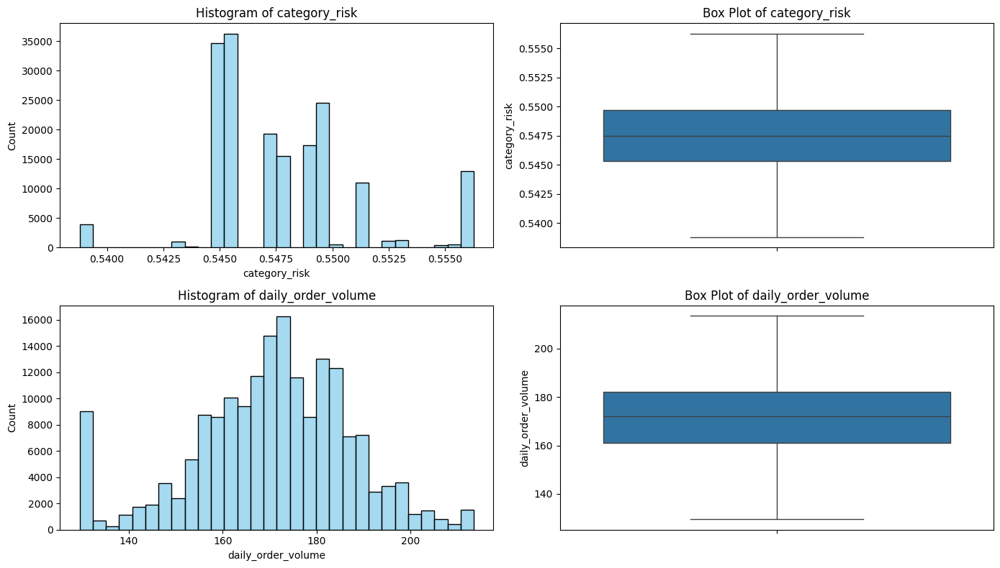 Histogram of category_risk
Count
35000
30000
25000
20000
15000
10000
5000
0
0.5400 0.5425 0.5450 0.5475 0.5500 0.5525 0.5550
category_risk
Box Plot of category_risk
category_risk
0.5550
0.5525
0.5500
0.5475
0.5450
0.5425
0.5400
Histogram of daily_order_volume
Count
16000
14000
12000
10000
8000
6000
4000
2000
0
140 160 180 200
daily_order_volume
Box Plot of daily_order_volume
daily_order_volume
200
180
160
140